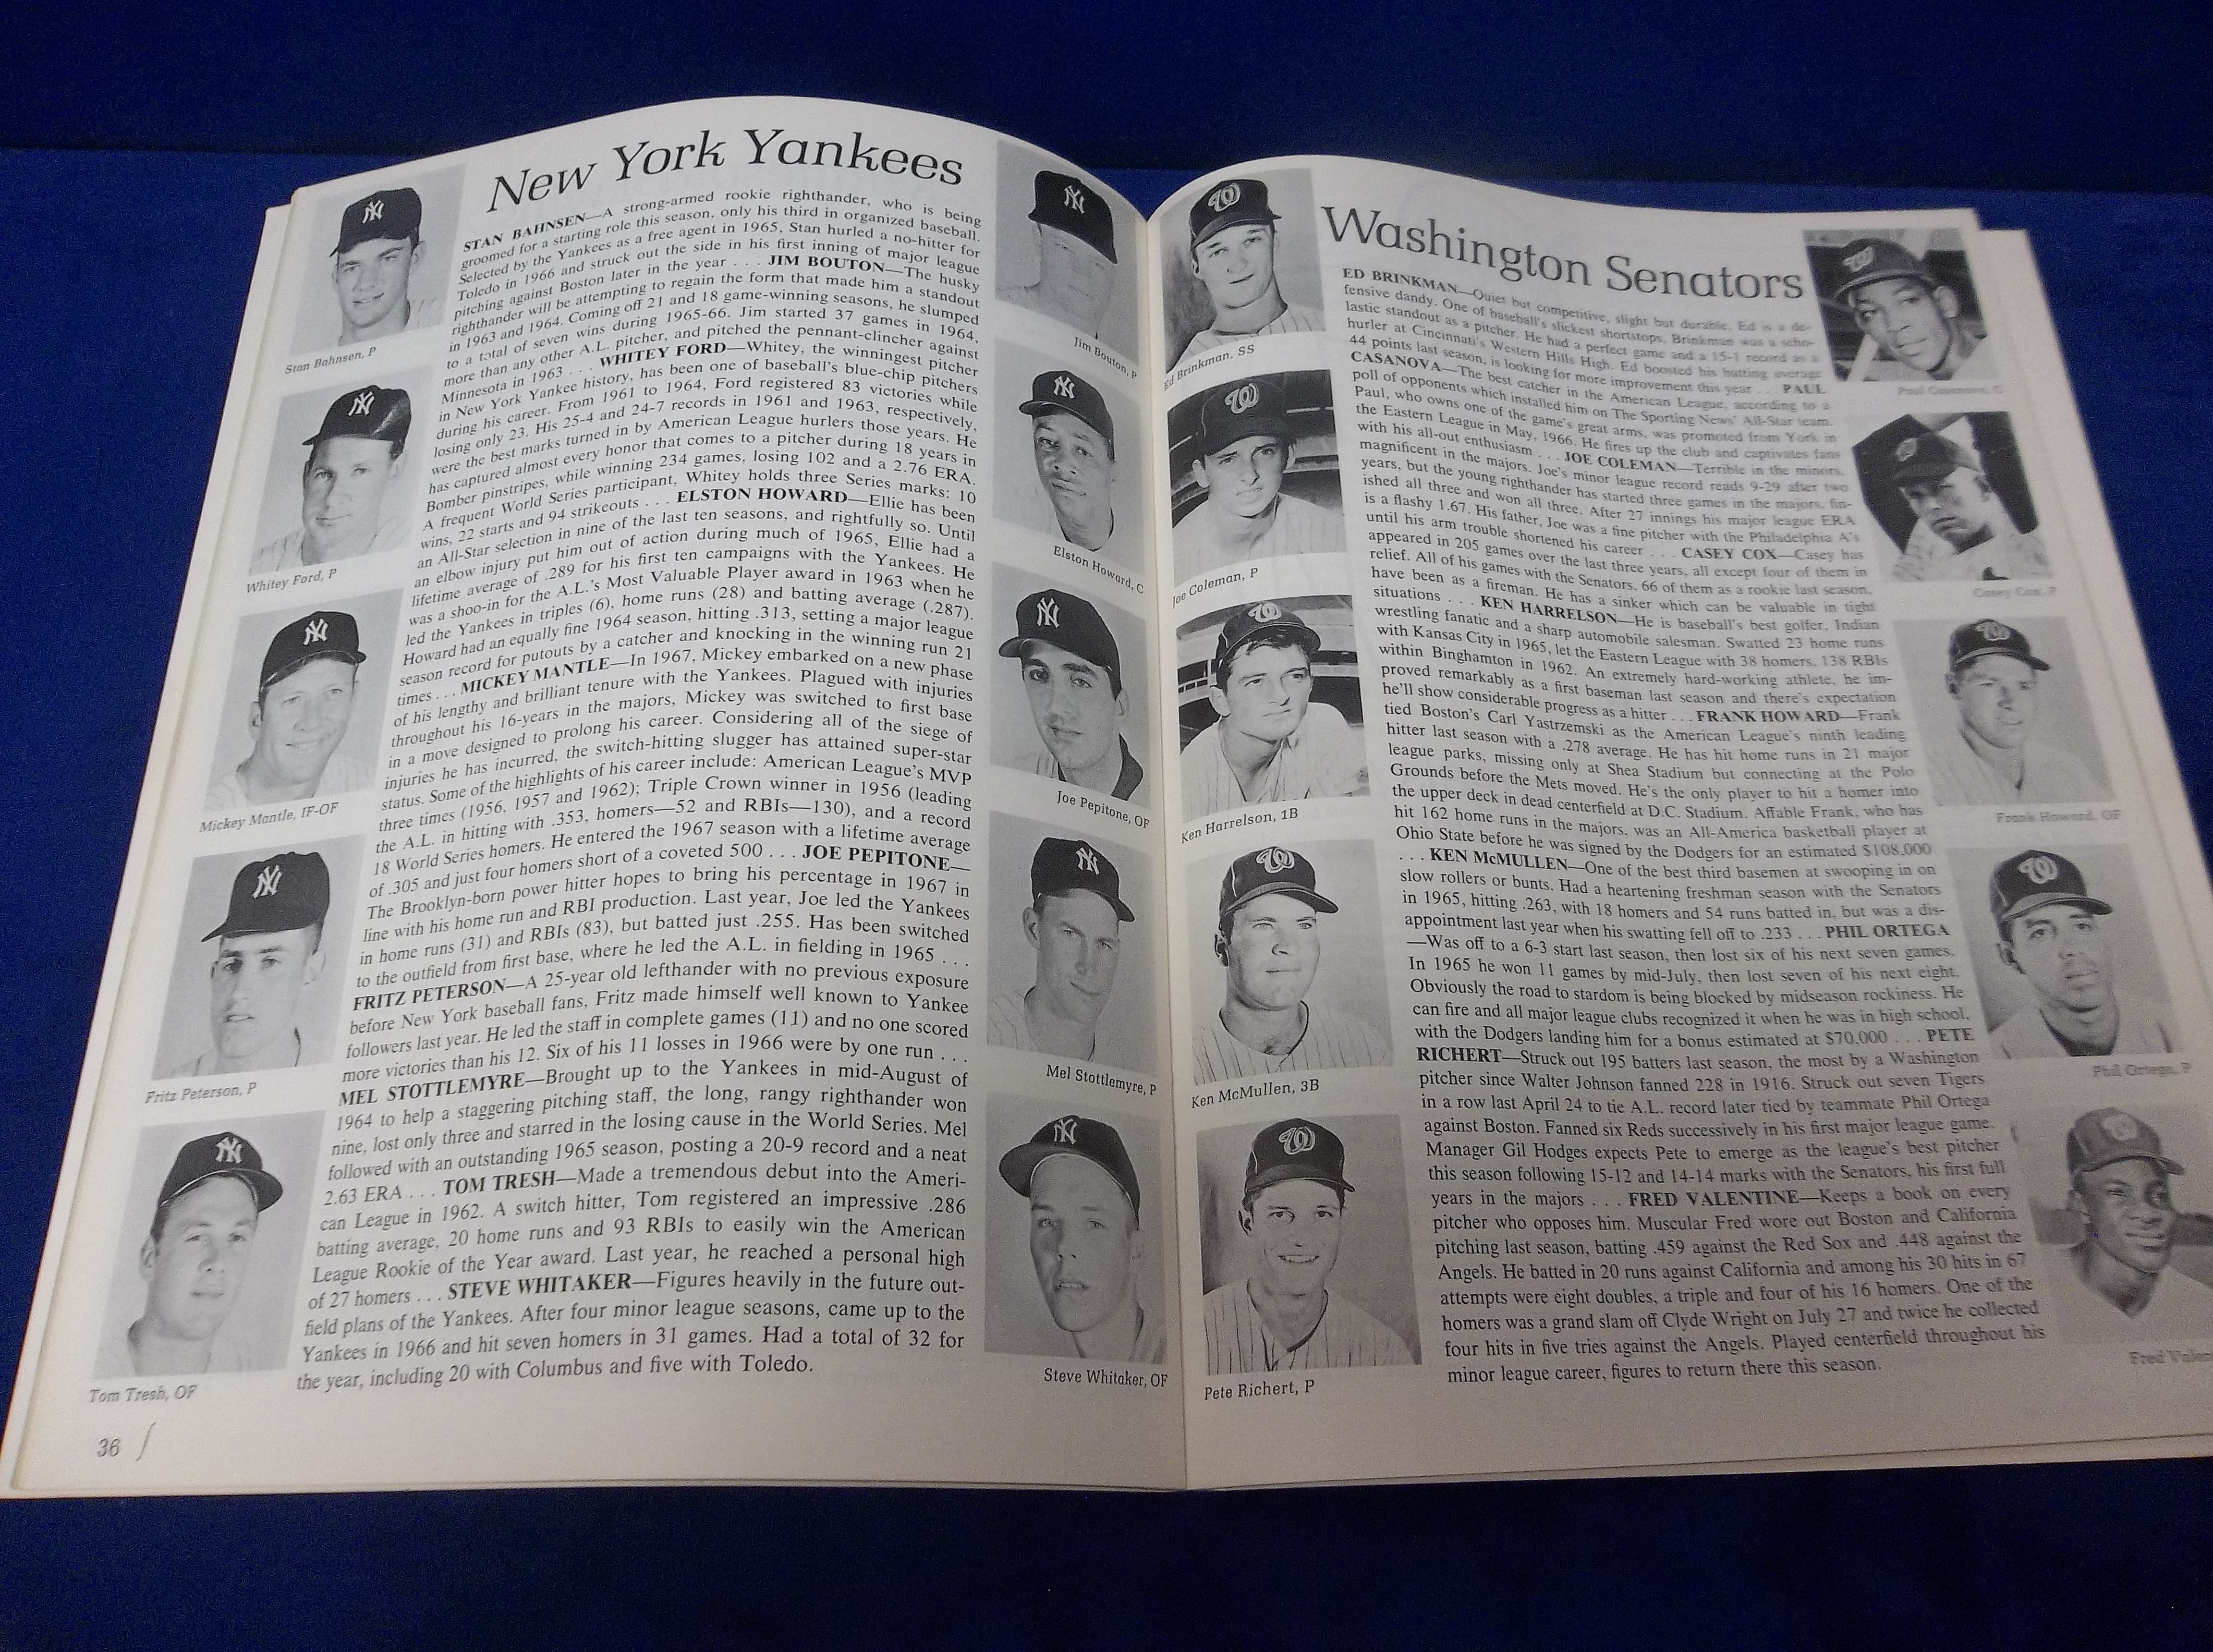 New York Yankees
STAN BAHNSEN—A strong-armed rookie righthander, who is being
groomed for a starting role this season, only his third in organized baseball.
Selected by the Yankees as a free agent in 1965, Stan hurled a no-hitter for
Toledo in 1966 and struck out the side in his first inning of major league
pitching against Boston later in the year . . . JIM BOUTON—The husky
righthander will be attempting to regain the form that made him a standout
in 1963 and 1964. Coming off 21 and 18 game-winning seasons, he slumped
to a total of seven wins during 1965-66. Jim started 37 games in 1964,
more than any other A.L. pitcher, and pitched the pennant-clincher against
Minnesota in 1963 . . . WHITEY FORD—Whitey, the winningest pitcher
in New York Yankee history, has been one of baseball's blue-chip pitchers
during his career. From 1961 to 1964, Ford registered 83 victories while
losing only 23. His 25-4 and 24-7 records in 1961 and 1963, respectively,
were the best marks turned in by American League hurlers those years. He
has captured almost every honor that comes to a pitcher during 18 years in
Bomber pinstripes, while winning 234 games, losing 102 and a 2.76 ERA.
A frequent World Series participant, Whitey holds three Series marks: 10
wins, 22 starts and 94 strikeouts . . . ELSTON HOWARD—Ellie has been
an All-Star selection in nine of the last ten seasons, and rightfully so. Until
an elbow injury put him out of action during much of 1965, Ellie had a
lifetime average of .289 for his first ten campaigns with the Yankees. He
was a shoo-in for the A.L.'s Most Valuable Player award in 1963 when he
led the Yankees in triples (6), home runs (28) and batting average (.287).
Howard had an equally fine 1964 season, hitting .313, setting a major league
season record for putouts by a catcher and knocking in the winning run 21
times . . . MICKEY MANTLE—In 1967, Mickey embarked on a new phase
of his lengthy and brilliant tenure with the Yankees. Plagued with injuries
throughout his 16-years in the majors, Mickey was switched to first base
in a move designed to prolong his career. Considering all of the siege of
injuries he has incurred, the switch-hitting slugger has attained super-star
status. Some of the highlights of his career include: American League's MVP
three times (1956, 1957 and 1962); Triple Crown winner in 1956 (leading
the A.L. in hitting with .353, homers—52 and RBIs—130), and a record
18 World Series homers. He entered the 1967 season with a lifetime average
of .305 and just four homers short of a coveted 500 . . . JOE PEPITONE—
The Brooklyn-born power hitter hopes to bring his percentage in 1967 in
line with his home run and RBI production. Last year, Joe led the Yankees
in home runs (31) and RBIs (83), but batted just .255. Has been switched
to the outfield from first base, where he led the A.L. in fielding in 1965 . . .
FRITZ PETERSON—A 25-year old lefthander with no previous exposure
before New York baseball fans, Fritz made himself well known to Yankee
followers last year. He led the staff in complete games (11) and no one scored
more victories than his 12. Six of his 11 losses in 1966 were by one run . . .
MEL STOTTLEMYRE—Brought up to the Yankees in mid-August of
1964 to help a staggering pitching staff, the long, rangy righthander won
nine, lost only three and starred in the losing cause in the World Series. Mel
followed with an outstanding 1965 season, posting a 20-9 record and a neat
2.63 ERA . . . TOM TRESH—Made a tremendous debut into the Ameri-
can League in 1962. A switch hitter, Tom registered an impressive .286
batting average, 20 home runs and 93 RBIs to easily win the American
League Rookie of the Year award. Last year, he reached a personal high
of 27 homers . . . STEVE WHITAKER—Figures heavily in the future out-
field plans of the Yankees. After four minor league seasons, came up to the
Yankees in 1966 and hit seven homers in 31 games. Had a total of 32 for
the year, including 20 with Columbus and five with Toledo.
Stan Bahnsen, P
Whitey Ford, P
Mickey Mantle, IF-OF
Fritz Peterson, P
Tom Tresh, OF
Jim Bouton, P
Elston Howard, C
Joe Pepitone, OF
Mel Stottlemyre, P
Steve Whitaker, OF
36
Washington Senators
ED BRINKMAN—Quiet but competitive, slight but durable. Ed is a de-
fensive dandy. One of baseball's slickest shortstops, Brinkman was a scho-
lastic standout as a pitcher. He had a perfect game and a 15-1 record as a
hurler at Cincinnati's Western Hills High. Ed boosted his batting average
44 points last season, is looking for more improvement this year . . . PAUL
CASANOVA—The best catcher in the American League, according to a
poll of opponents which installed him on The Sporting News' All-Star team.
Paul, who owns one of the game's great arms, was promoted from York in
the Eastern League in May, 1966. He fires up the club and captivates fans
with his all-out enthusiasm . . . JOE COLEMAN—Terrible in the minors,
magnificent in the majors. Joe's minor league record reads 9-29 after two
years, but the young righthander has started three games in the majors, fin-
ished all three and won all three. After 27 innings his major league ERA
is a flashy 1.67. His father, Joe was a fine pitcher with the Philadelphia A's
until his arm trouble shortened his career . . . CASEY COX—Casey has
appeared in 205 games over the last three years, all except four of them in
relief. All of his games with the Senators, 66 of them as a rookie last season,
have been as a fireman. He has a sinker which can be valuable in tight
situations . . . KEN HARRELSON—He is baseball's best golfer, Indian
wrestling fanatic and a sharp automobile salesman. Swatted 23 home runs
with Kansas City in 1965, let the Eastern League with 38 homers, 138 RBIs
within Binghamton in 1962. An extremely hard-working athlete, he im-
proved remarkably as a first baseman last season and there's expectation
he'll show considerable progress as a hitter . . . FRANK HOWARD—Frank
tied Boston's Carl Yastrzemski as the American League's ninth leading
hitter last season with a .278 average. He has hit home runs in 21 major
league parks, missing only at Shea Stadium but connecting at the Polo
Grounds before the Mets moved. He's the only player to hit a homer into
the upper deck in dead centerfield at D.C. Stadium. Affable Frank, who has
hit 162 home runs in the majors, was an All-America basketball player at
Ohio State before he was signed by the Dodgers for an estimated $108,000
. . . KEN McMULLEN—One of the best third basemen at swooping in on
slow rollers or bunts. Had a heartening freshman season with the Senators
in 1965, hitting .263, with 18 homers and 54 runs batted in, but was a dis-
appointment last year when his swatting fell off to .233 . . . PHIL ORTEGA
—Was off to a 6-3 start last season, then lost six of his next seven games.
In 1965 he won 11 games by mid-July, then lost seven of his next eight.
Obviously the road to stardom is being blocked by midseason rockiness. He
can fire and all major league clubs recognized it when he was in high school,
with the Dodgers landing him for a bonus estimated at $70,000 . . . PETE
RICHERT—Struck out 195 batters last season, the most by a Washington
pitcher since Walter Johnson fanned 228 in 1916. Struck out seven Tigers
in a row last April 24 to tie A.L. record later tied by teammate Phil Ortega
against Boston. Fanned six Reds successively in his first major league game.
Manager Gil Hodges expects Pete to emerge as the league's best pitcher
this season following 15-12 and 14-14 marks with the Senators, his first full
years in the majors . . . FRED VALENTINE—Keeps a book on every
pitcher who opposes him. Muscular Fred wore out Boston and California
pitching last season, batting .459 against the Red Sox and .448 against the
Angels. He batted in 20 runs against California and among his 30 hits in 67
attempts were eight doubles, a triple and four of his 16 homers. One of the
homers was a grand slam off Clyde Wright on July 27 and twice he collected
four hits in five tries against the Angels. Played centerfield throughout his
minor league career, figures to return there this season.
Ed Brinkman, SS
Joe Coleman, P
Ken Harrelson, 1B
Ken McMullen, 3B
Pete Richert, P
Paul Casanova, C
Casey Cox, P
Frank Howard, OF
Phil Ortega, P
Fred Valen